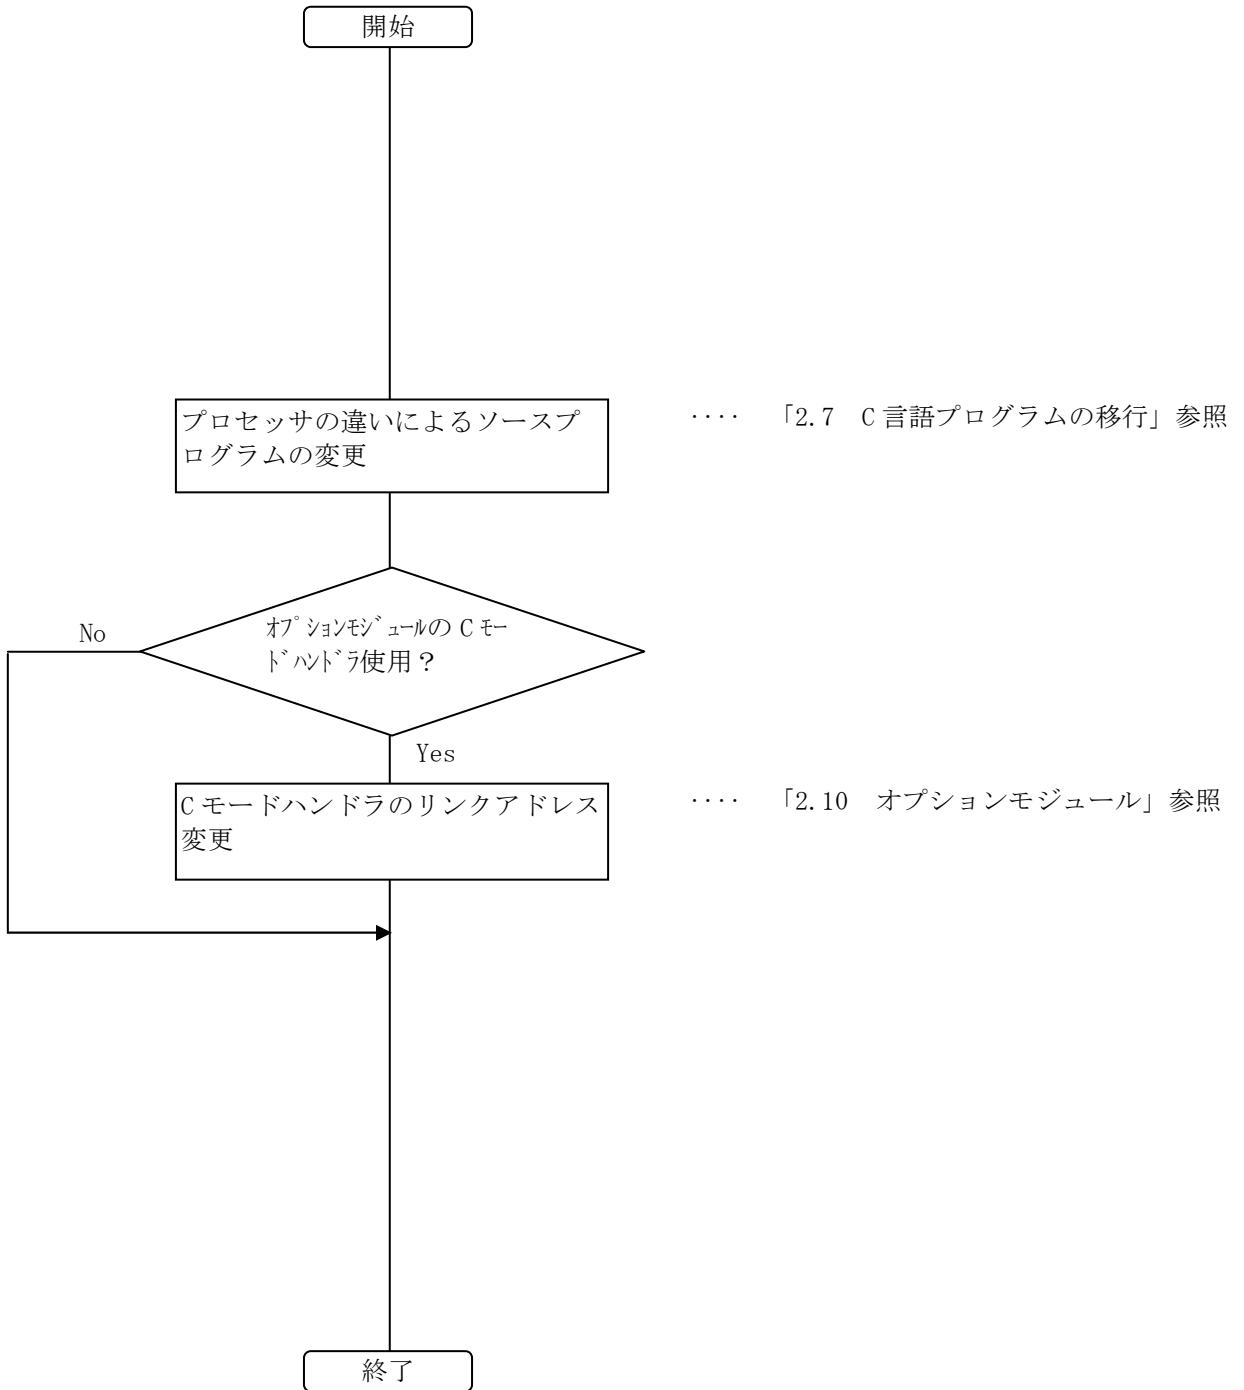 開始
プロセッサの違いによるソースプ
ログラムの変更
‥‥ 「2.7 C言語プログラムの移行」参照
No
オプションモジュールの C モー
ドハンドラ使用？
Yes
C モードハンドラのリンクアドレス
変更
‥‥ 「2.10 オプションモジュール」参照
終了